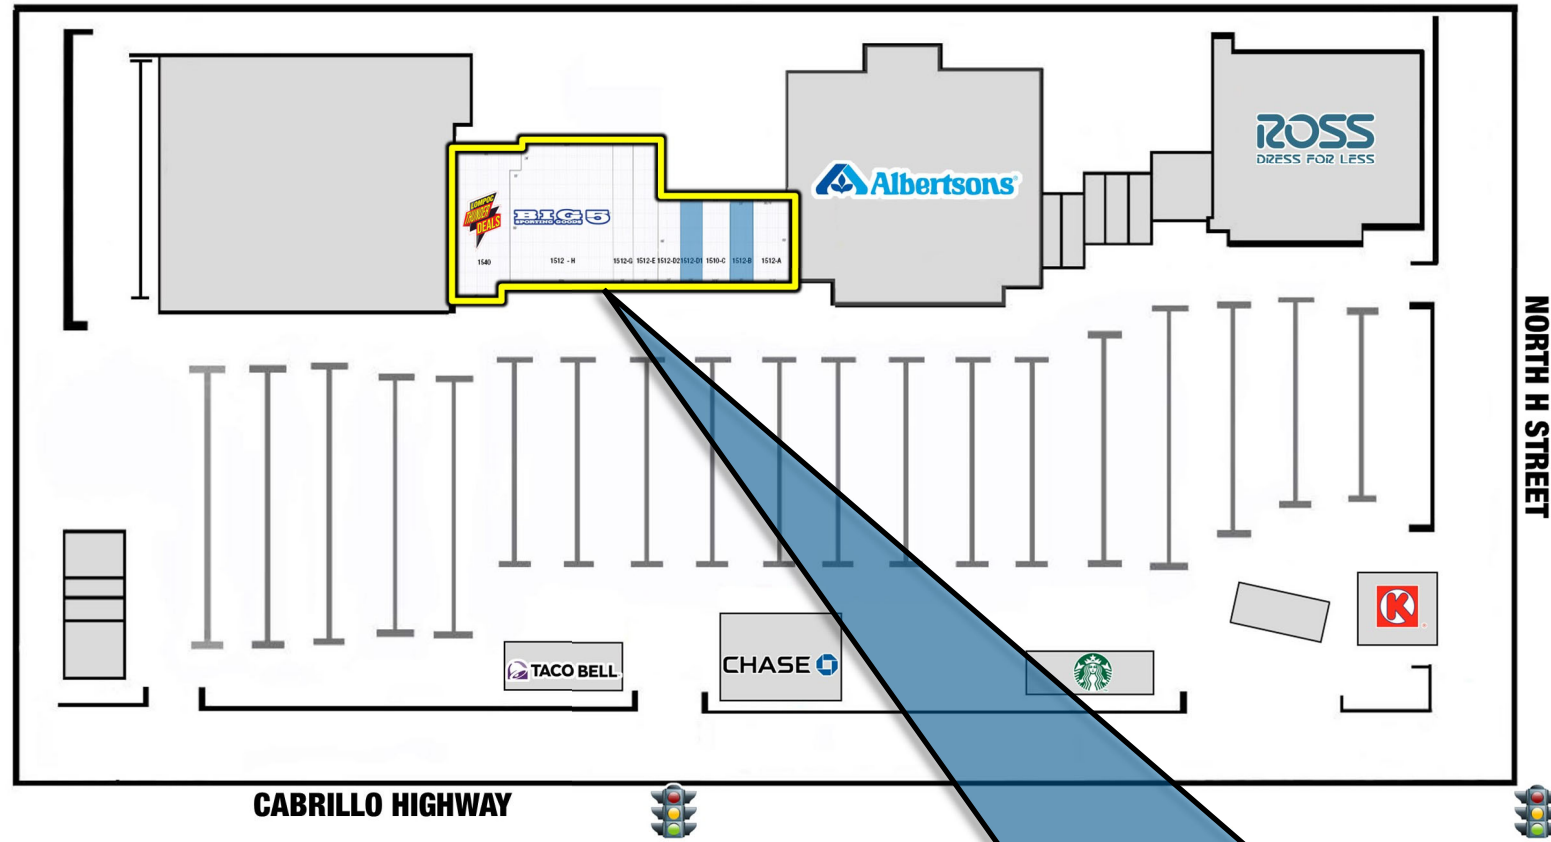 ROSS
DRESS FOR LESS
Albertsons
LOMPOC
THUNDER
DEALS
BIG 5
SPORTING GOODS
1540
1512 - H
1512-G
1512-E
1512-D2
1512-D1
1510-C
1512-B
1512-A
NORTH H STREET
K
TACO BELL
CHASE
CABRILLO HIGHWAY